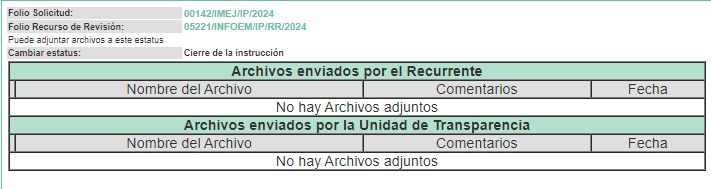 Folio Solicitud: 00142/IMEJ/IP/2024
Folio Recurso de Revisión: 05221/INFOEM/IP/RR/2024
Puede adjuntar archivos a este estatus
Cambiar estatus: Cierre de la instrucción
Archivos enviados por el Recurrente
Nombre del Archivo Comentarios Fecha
No hay Archivos adjuntos
Archivos enviados por la Unidad de Transparencia
Nombre del Archivo Comentarios Fecha
No hay Archivos adjuntos